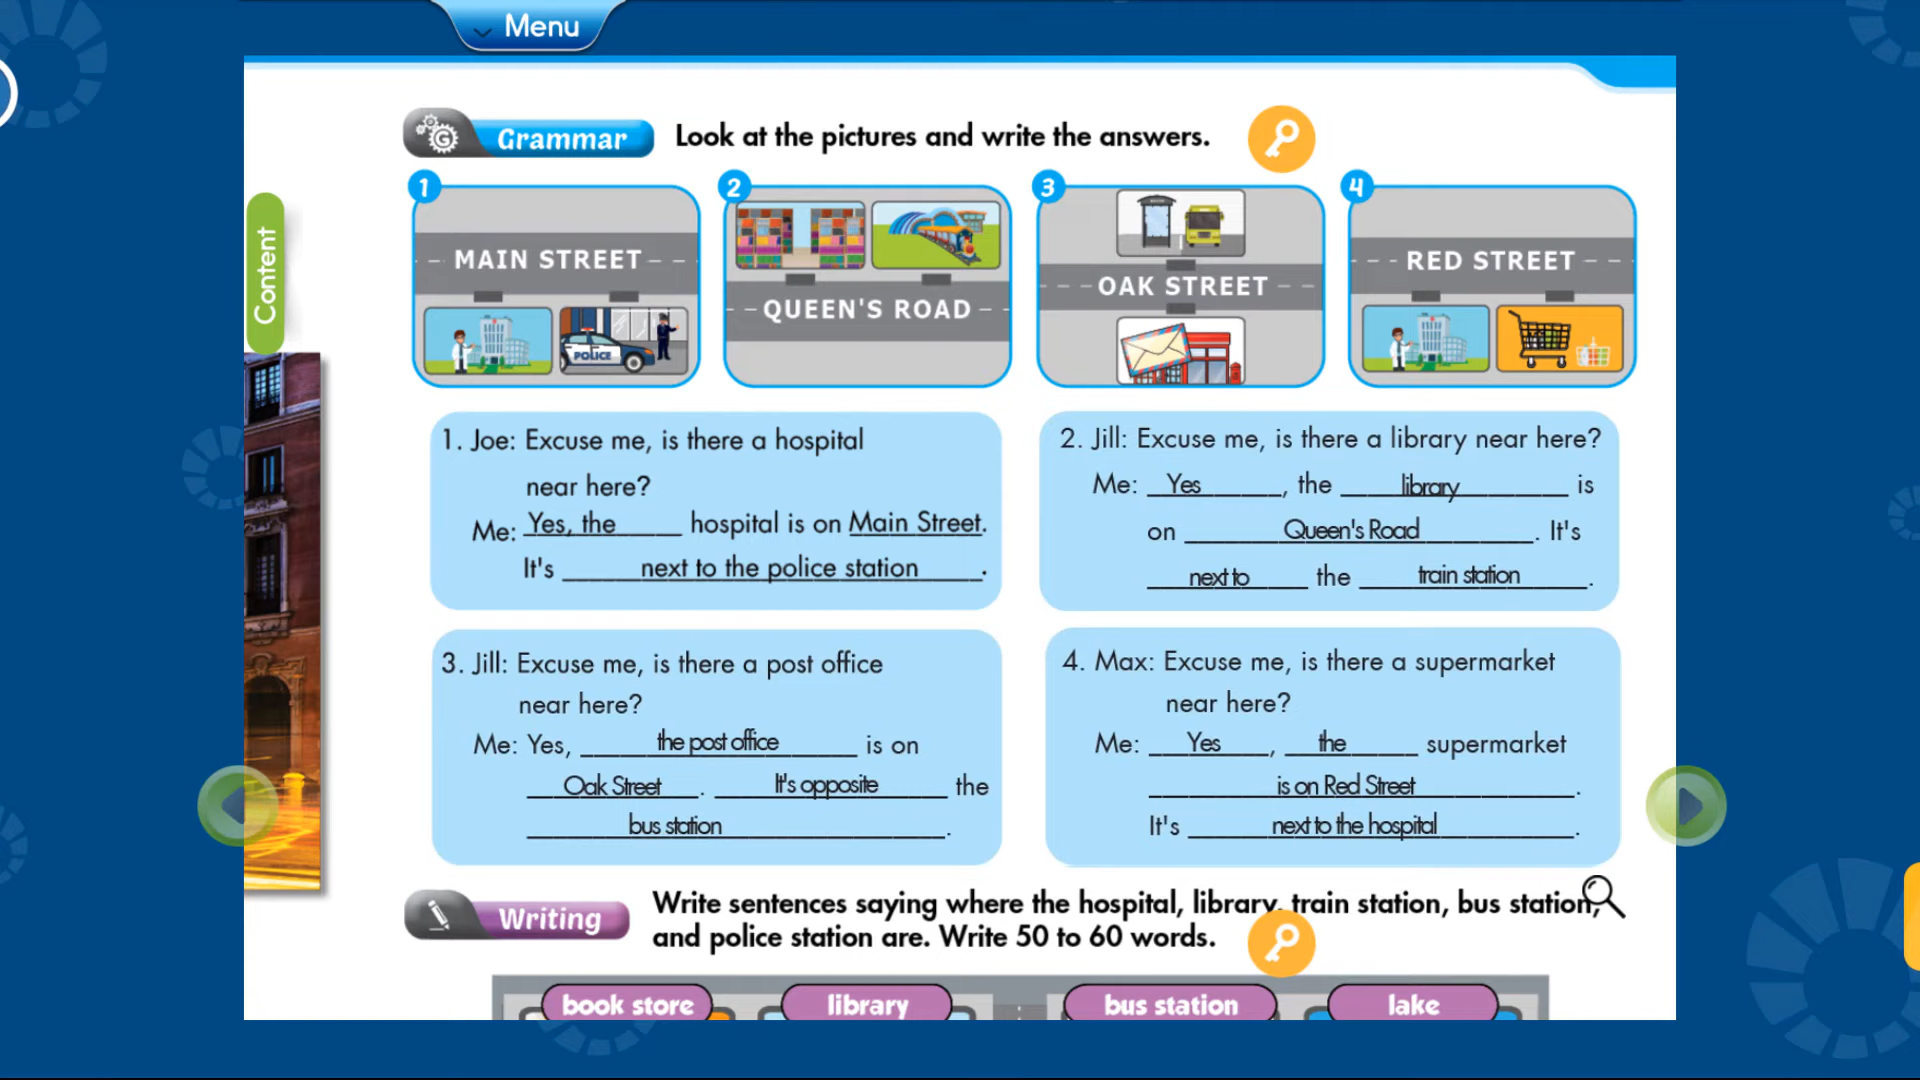 Menu
Content
Grammar Look at the pictures and write the answers.
1 2 3 4
MAIN STREET
POLICE
QUEEN'S ROAD
OAK STREET
RED STREET
1. Joe: Excuse me, is there a hospital
near here?
Me: Yes, the hospital is on Main Street.
It's next to the police station.
2. Jill: Excuse me, is there a library near here?
Me: Yes, the library is
on Queen's Road. It's
next to the train station.
3. Jill: Excuse me, is there a post office
near here?
Me: Yes, the post office is on
Oak Street. It's opposite the
bus station.
4. Max: Excuse me, is there a supermarket
near here?
Me: Yes, the supermarket
is on Red Street.
It's next to the hospital.
Writing Write sentences saying where the hospital, library, train station, bus station,
and police station are. Write 50 to 60 words.
book store library bus station lake